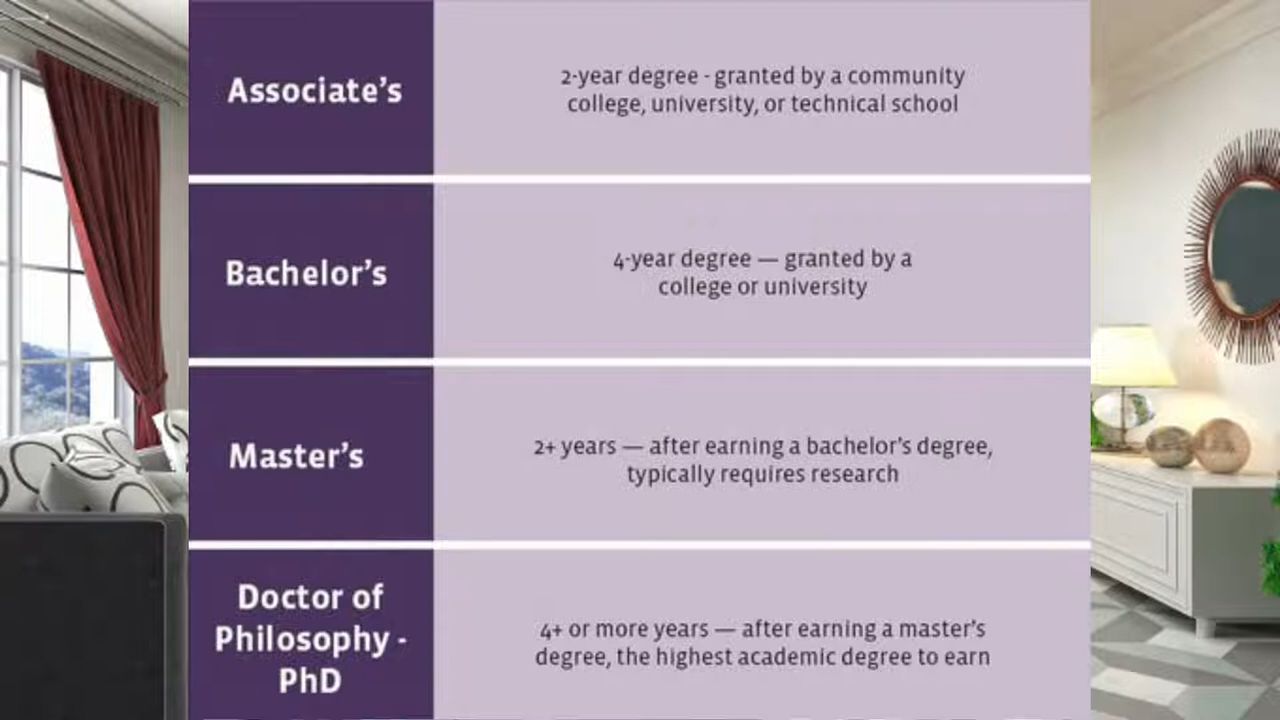 Associate's
2-year degree - granted by a community
college, university, or technical school
Bachelor's
4-year degree — granted by a
college or university
Master's
2+ years — after earning a bachelor's degree,
typically requires research
Doctor of
Philosophy -
PhD
4+ or more years — after earning a master's
degree, the highest academic degree to earn